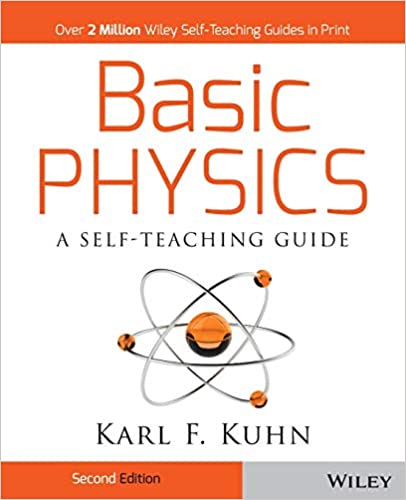 Over 2 Million Wiley Self-Teaching Guides in Print
Basic
PHYSICS
A SELF-TEACHING GUIDE
KARL F. KUHN
Second Edition
WILEY